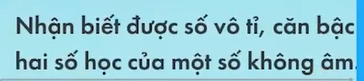 Nhận biết được số vô tỉ, căn bậc
hai số học của một số không âm.